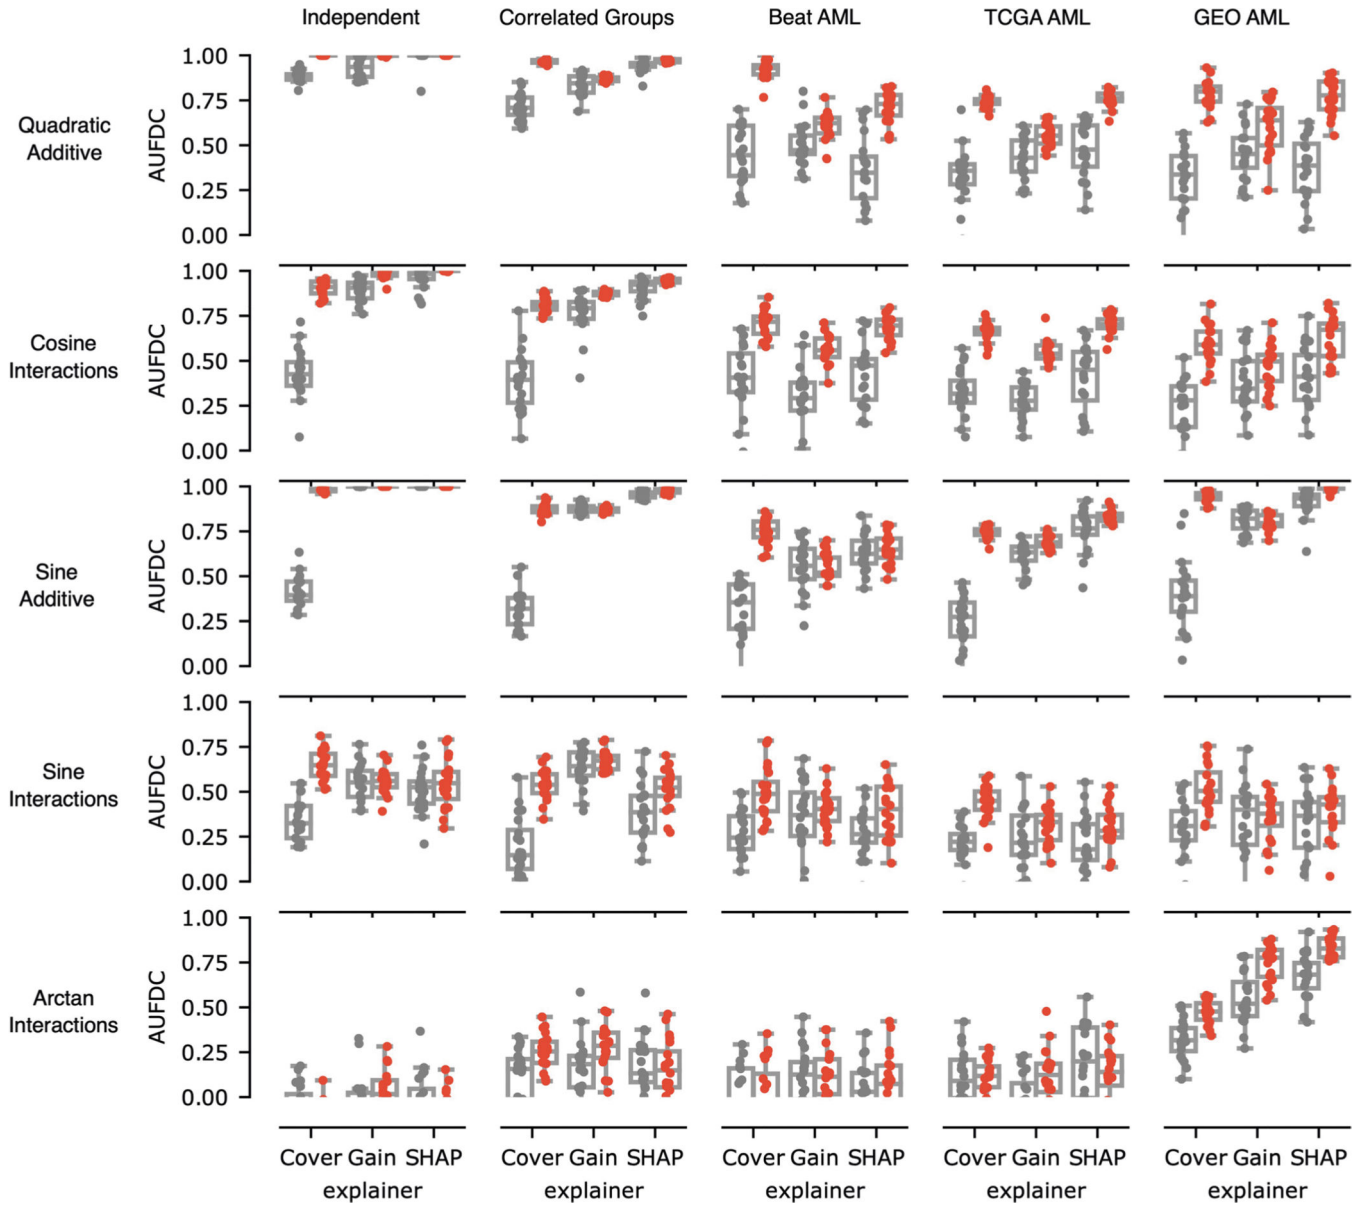 Independent
Correlated Groups
Beat AML
TCGA AML
GEO AML
Quadratic
Additive
AUFDC
1.00
0.75
0.50
0.25
0.00
Cosine
Interactions
AUFDC
1.00
0.75
0.50
0.25
0.00
Sine
Additive
AUFDC
1.00
0.75
0.50
0.25
0.00
Sine
Interactions
AUFDC
1.00
0.75
0.50
0.25
0.00
Arctan
Interactions
AUFDC
1.00
0.75
0.50
0.25
0.00
Cover Gain SHAP
explainer
Cover Gain SHAP
explainer
Cover Gain SHAP
explainer
Cover Gain SHAP
explainer
Cover Gain SHAP
explainer